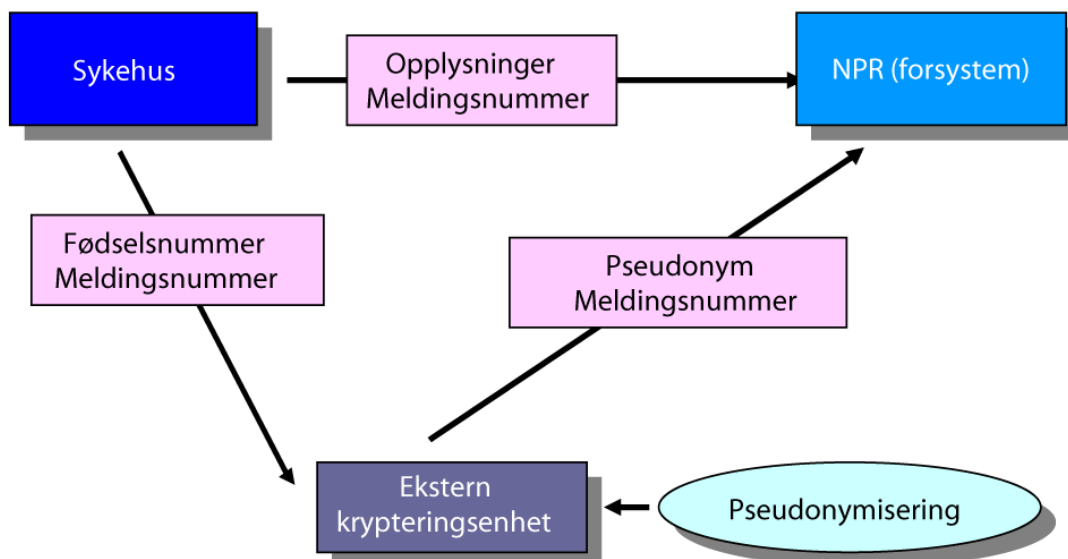 Sykehus
Opplysninger
Meldingsnummer
NPR (forsystem)
Fødselsnummer
Meldingsnummer
Pseudonym
Meldingsnummer
Ekstern
krypteringsenhet
Pseudonymisering